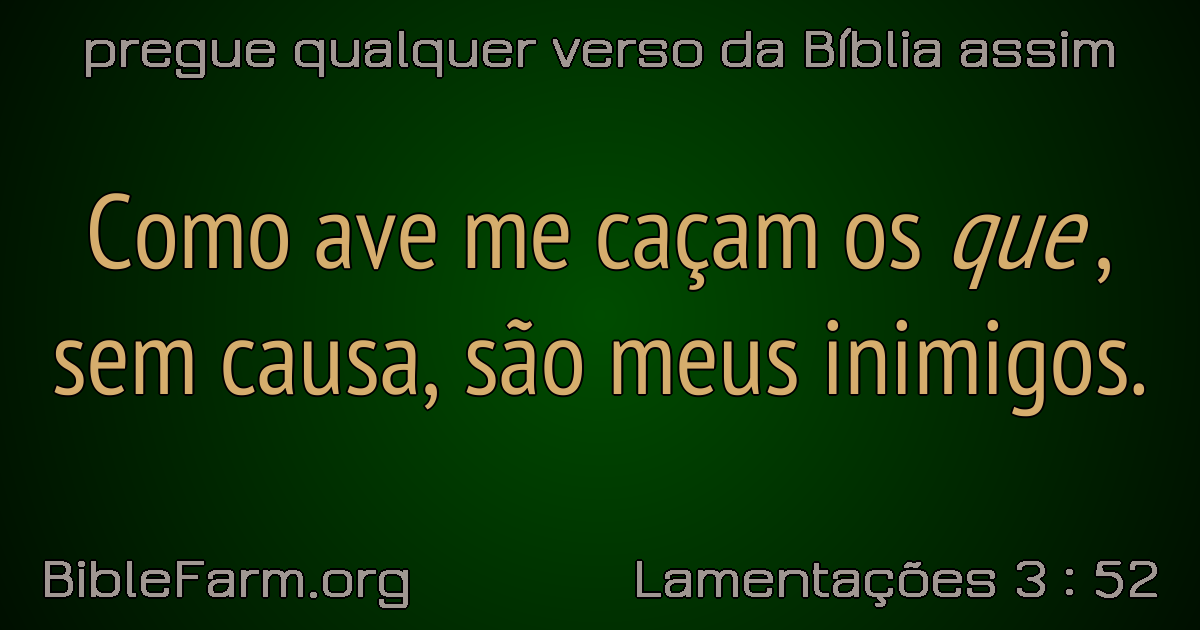 pregue qualquer verso da Bíblia assim
Como ave me caçam os que,
sem causa, são meus inimigos.
BibleFarm.org
Lamentações 3 : 52